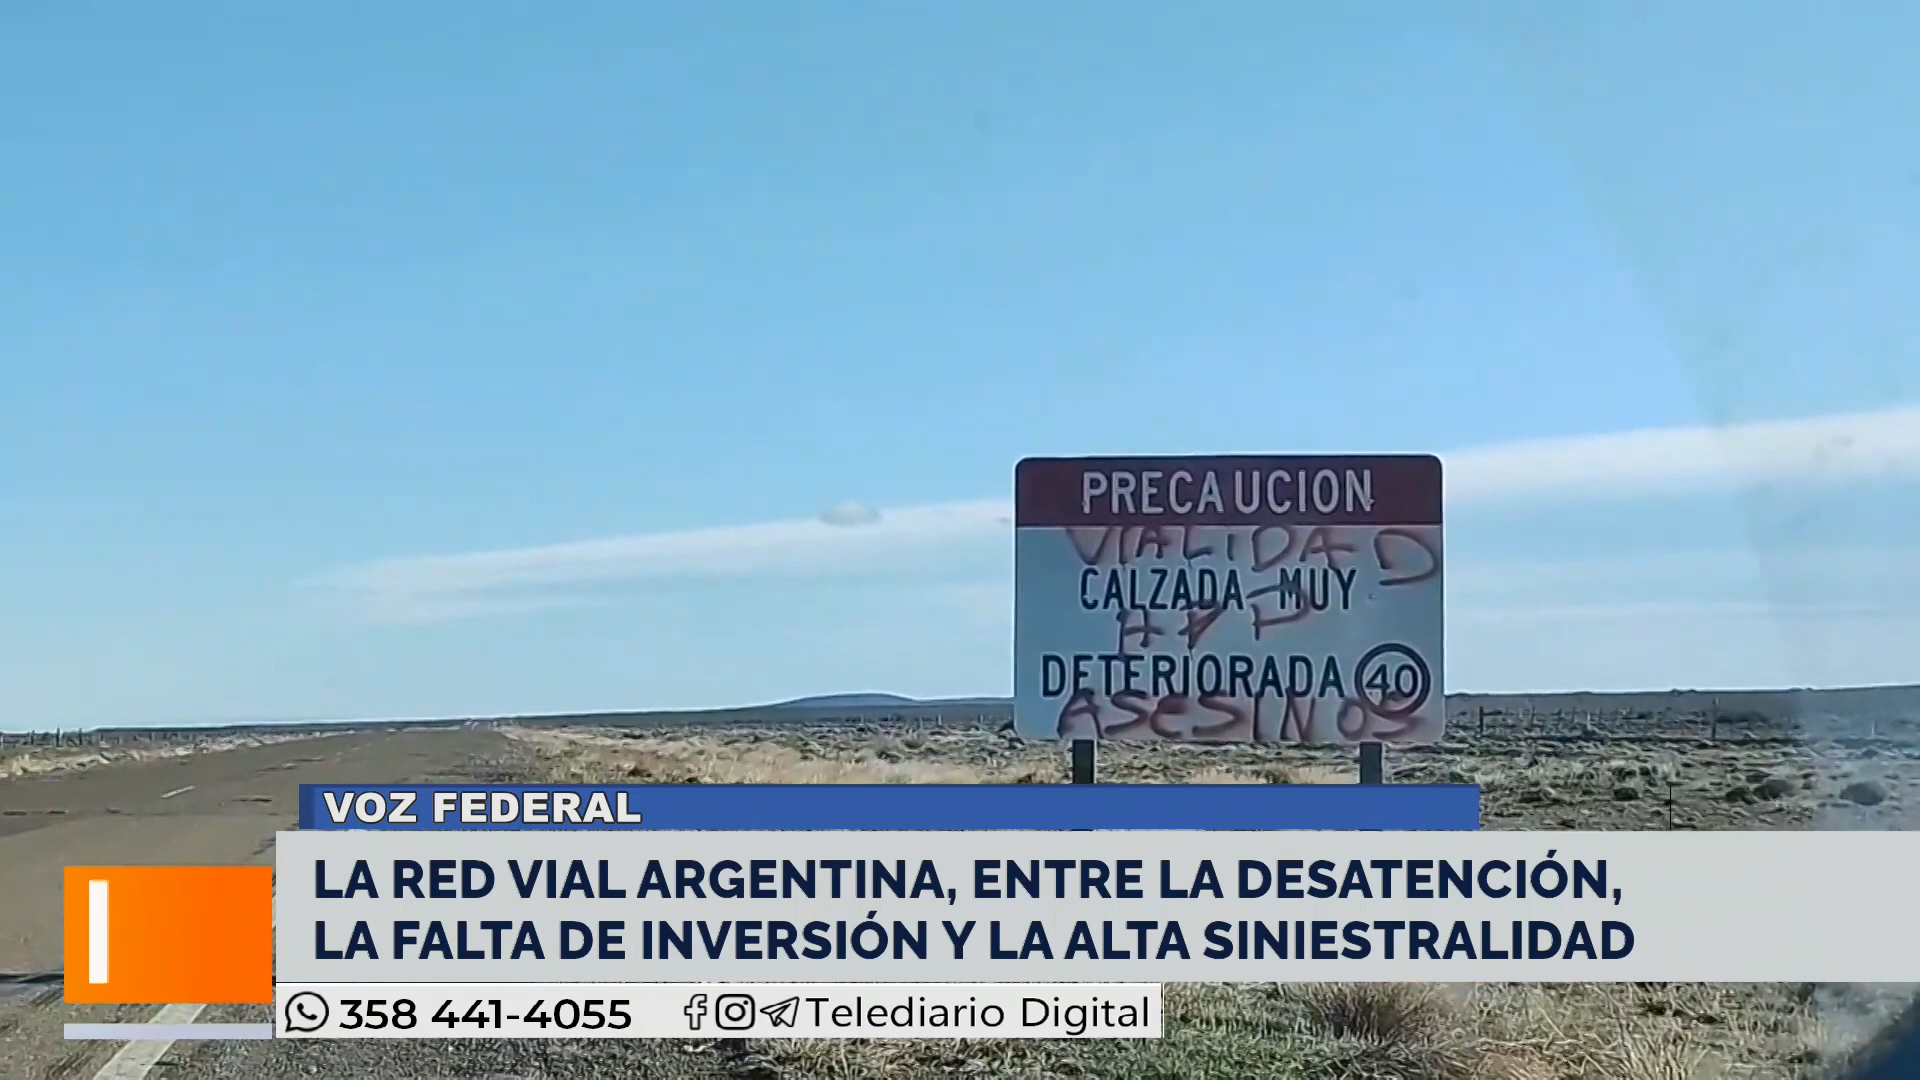 PRECAUCION
VIALIDAD
CALZADA MUY
HDP
DETERIORADA 40
ASESINOS
VOZ FEDERAL
LA RED VIAL ARGENTINA, ENTRE LA DESATENCIÓN,
LA FALTA DE INVERSIÓN Y LA ALTA SINIESTRALIDAD
358 441-4055 Telediario Digital